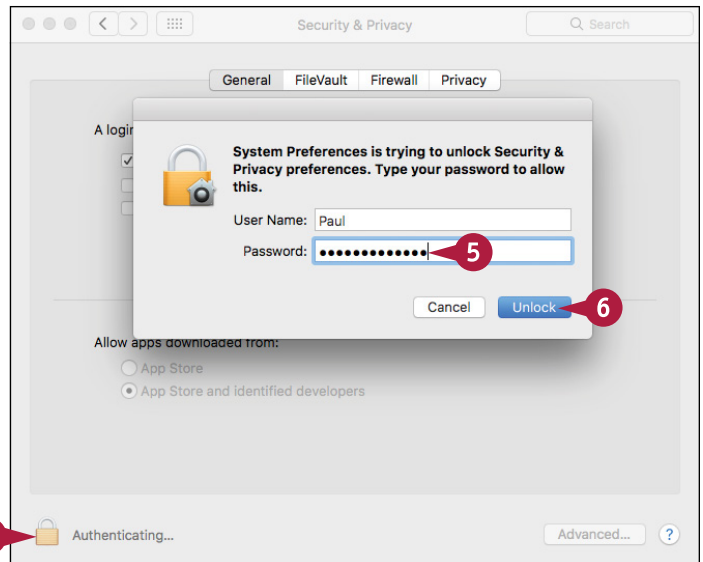 Security & Privacy
Search
General FileVault Firewall Privacy
A login
System Preferences is trying to unlock Security &
Privacy preferences. Type your password to allow
this.
User Name: Paul
Password: ●●●●●●●●●●●●● 5
Cancel Unlock 6
Allow apps downloaded from:
App Store
App Store and identified developers
Authenticating...
Advanced... ?